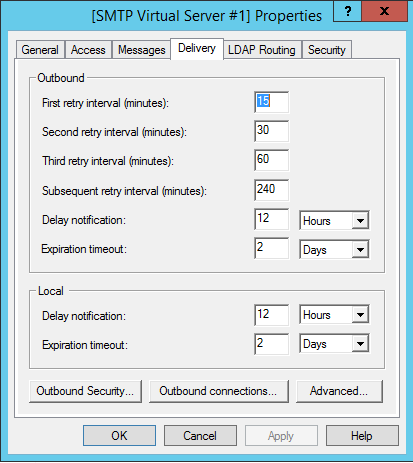 [SMTP Virtual Server #1] Properties ? x
General Access Messages Delivery LDAP Routing Security
Outbound
First retry interval (minutes): 15
Second retry interval (minutes): 30
Third retry interval (minutes): 60
Subsequent retry interval (minutes): 240
Delay notification: 12 Hours
Expiration timeout: 2 Days
Local
Delay notification: 12 Hours
Expiration timeout: 2 Days
Outbound Security... Outbound connections... Advanced...
OK Cancel Apply Help